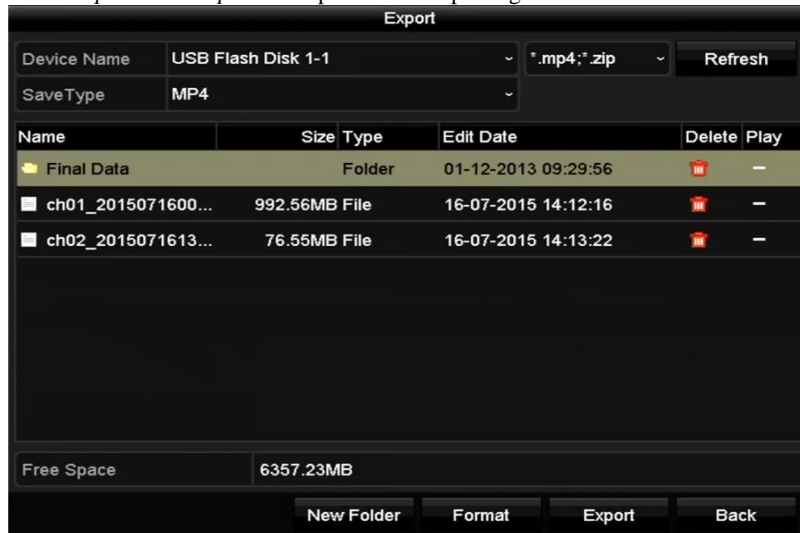 Export
Device Name USB Flash Disk 1-1 *.mp4;*.zip Refresh
SaveType MP4
Name Size Type Edit Date Delete Play
Final Data Folder 01-12-2013 09:29:56
ch01_2015071600... 992.56MB File 16-07-2015 14:12:16
ch02_2015071613... 76.55MB File 16-07-2015 14:13:22
Free Space 6357.23MB
New Folder Format Export Back